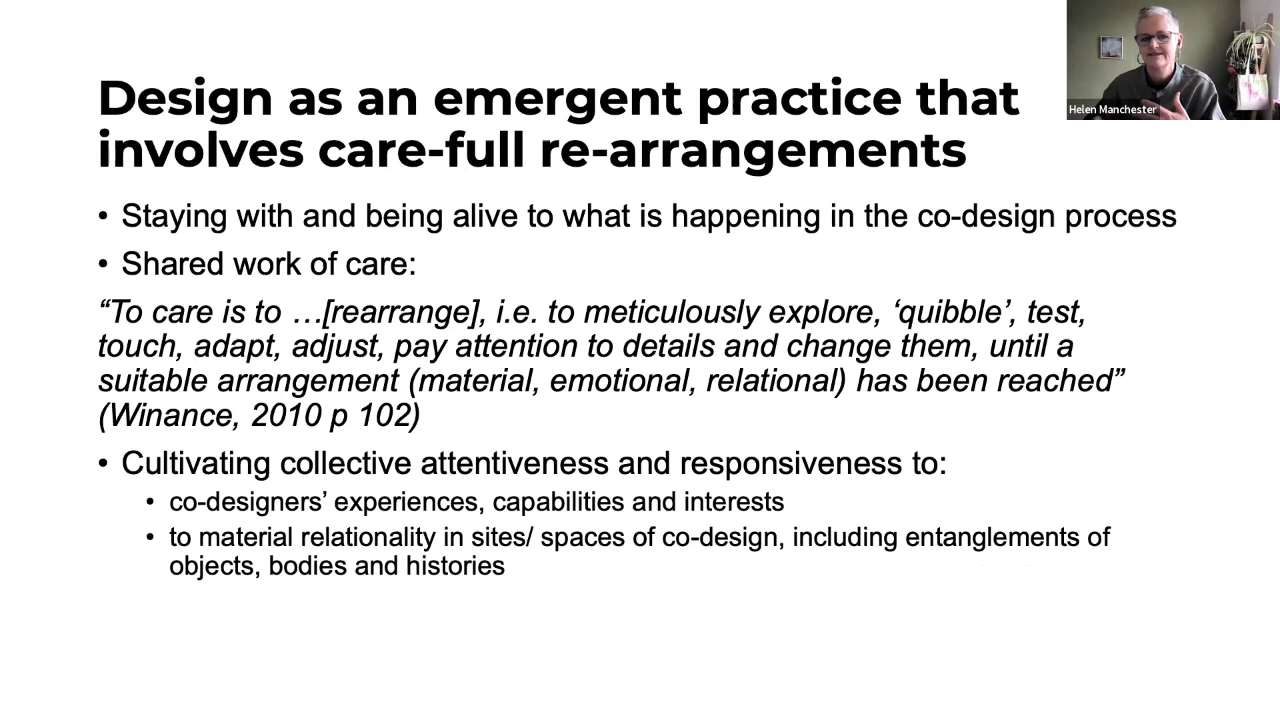 Design as an emergent practice that
involves care-full re-arrangements
Helen Manchester
• Staying with and being alive to what is happening in the co-design process
• Shared work of care:
“To care is to …[rearrange], i.e. to meticulously explore, ‘quibble’, test,
touch, adapt, adjust, pay attention to details and change them, until a
suitable arrangement (material, emotional, relational) has been reached”
(Winance, 2010 p 102)
• Cultivating collective attentiveness and responsiveness to:
• co-designers’ experiences, capabilities and interests
• to material relationality in sites/ spaces of co-design, including entanglements of
objects, bodies and histories